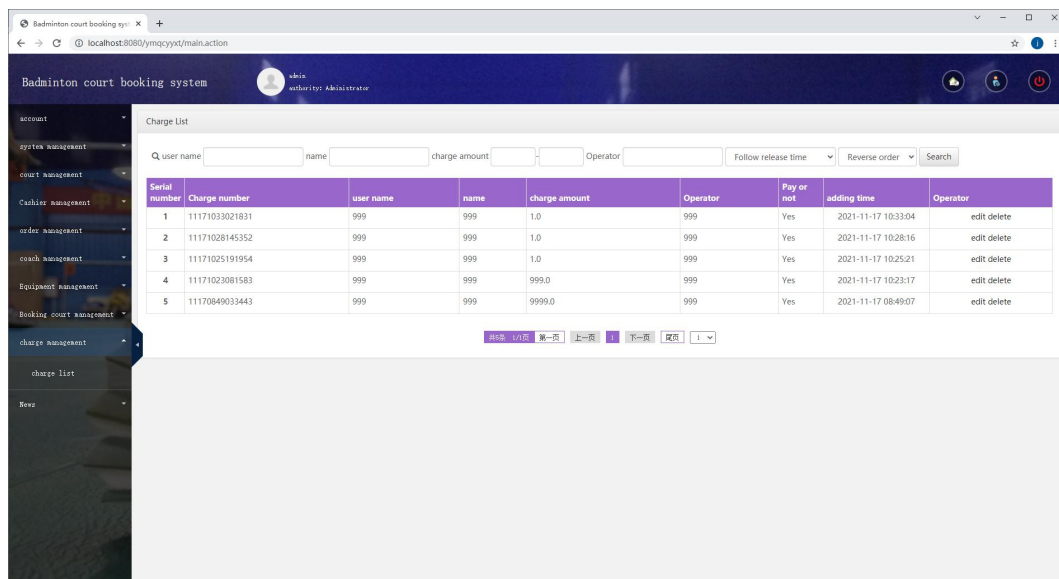 Badminton court booking syst
localhost:8080/ymqcyyxt/main.action
Badminton court booking system
admin
authority: Administrator
account
system management
court management
Cashier management
order management
coach management
Equipment management
Booking court management
charge management
charge list
News
Charge List
user name name charge amount - Operator Follow release time Reverse order Search
Serial number Charge number user name name charge amount Operator Pay or not adding time Operator
1 11171033021831 999 999 1.0 999 Yes 2021-11-17 10:33:04 edit delete
2 11171028145352 999 999 1.0 999 Yes 2021-11-17 10:28:16 edit delete
3 11171025191954 999 999 1.0 999 Yes 2021-11-17 10:25:21 edit delete
4 11171023081583 999 999 999.0 999 Yes 2021-11-17 10:23:17 edit delete
5 11170849033443 999 999 9999.0 999 Yes 2021-11-17 08:49:07 edit delete
共5条 1/1页 第一页 上一页 1 下一页 尾页 1